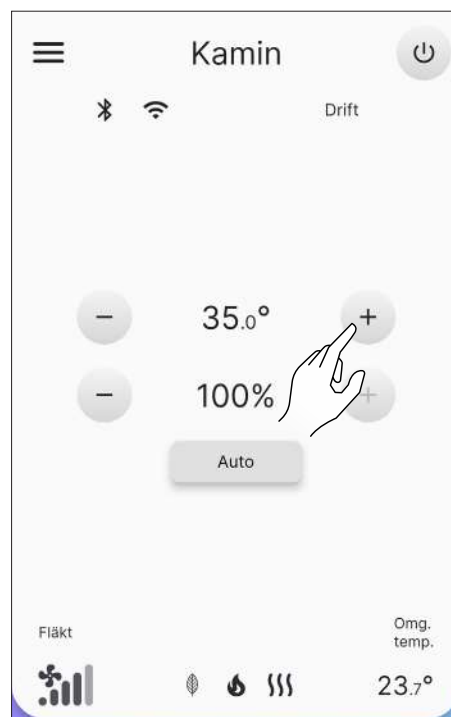 Kamin
Drift
− 35.0° +
− 100% +
Auto
Fläkt
Omg.
temp.
23.7°